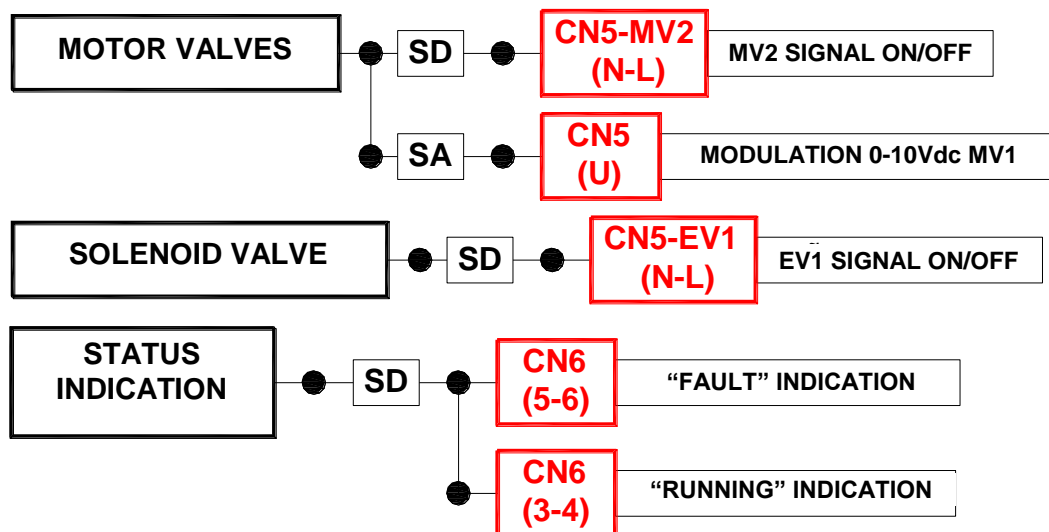 MOTOR VALVES
SD
CN5-MV2
(N-L)
MV2 SIGNAL ON/OFF
SA
CN5
(U)
MODULATION 0-10Vdc MV1
SOLENOID VALVE
SD
CN5-EV1
(N-L)
EV1 SIGNAL ON/OFF
STATUS
INDICATION
SD
CN6
(5-6)
“FAULT” INDICATION
CN6
(3-4)
“RUNNING” INDICATION